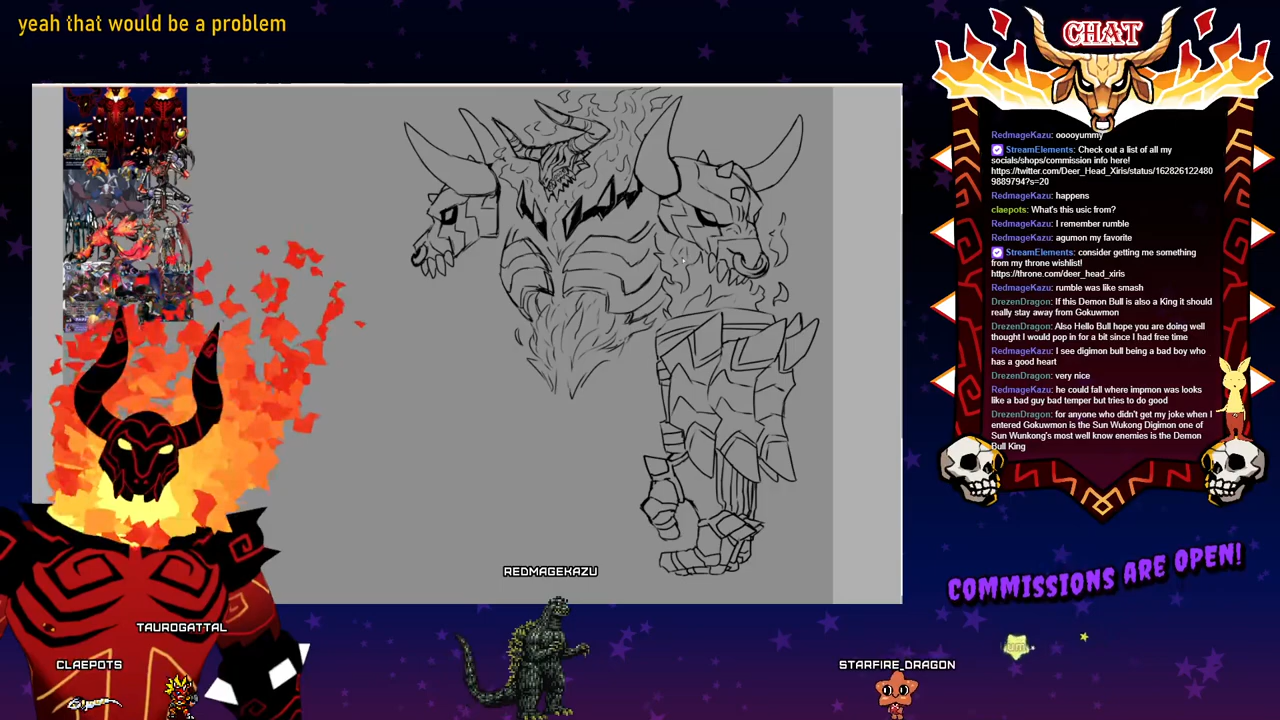 yeah that would be a problem
CHAT
RedmageKazu: ooooyummy
StreamElements: Check out a list of all my
socials/shops/commission info here!
https://twitter.com/Deer_Head_Xiris/status/162826122480
9889794?s=20
RedmageKazu: happens
claepots: What's this usic from?
RedmageKazu: I remember rumble
RedmageKazu: agumon my favorite
StreamElements: consider getting me something
from my throne wishlist!
https://throne.com/deer_head_xiris
RedmageKazu: rumble was like smash
DrezenDragon: If this Demon Bull is also a King it should
really stay away from Gokuwmon
DrezenDragon: Also Hello Bull hope you are doing well
thought I would pop in for a bit since I had free time
RedmageKazu: I see digimon bull being a bad boy who
has a good heart
DrezenDragon: very nice
RedmageKazu: he could fall where impmon was looks
like a bad guy bad temper but tries to do good
DrezenDragon: for anyone who didn't get my joke when I
entered Gokuwmon is the Sun Wukong Digimon one of
Sun Wunkong's most well know enemies is the Demon
Bull King
COMMISSIONS ARE OPEN!
REDMAGEKAZU
TAUROGATTAL
CLAEPOTS
STARFIRE_DRAGON